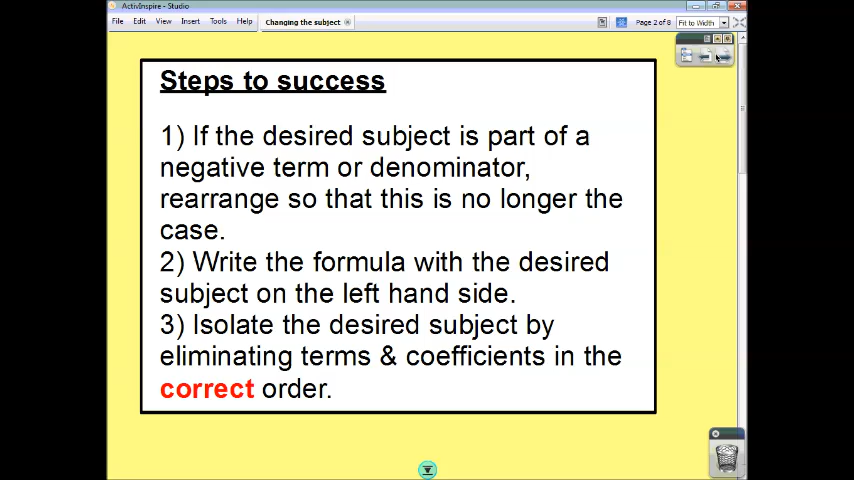 ActivInspire - Studio
File Edit View Insert Tools Help Changing the subject Page 2 of 8 Fit to Width
Steps to success
1) If the desired subject is part of a
negative term or denominator,
rearrange so that this is no longer the
case.
2) Write the formula with the desired
subject on the left hand side.
3) Isolate the desired subject by
eliminating terms & coefficients in the
correct order.